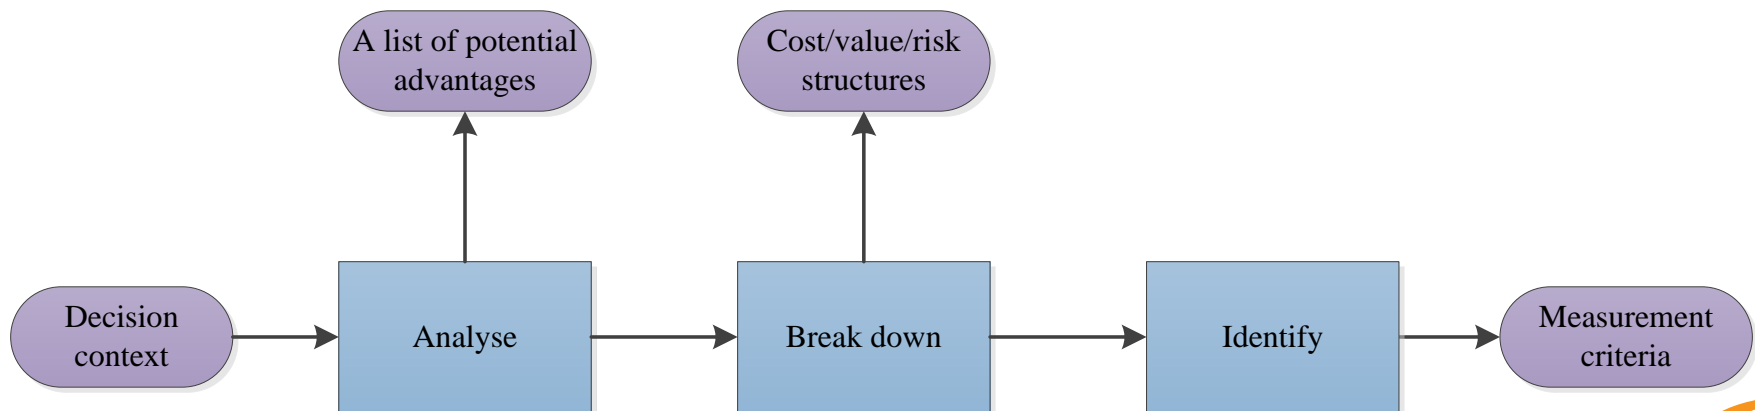 A list of potential
advantages
Cost/value/risk
structures
Decision
context
Analyse
Break down
Identify
Measurement
criteria